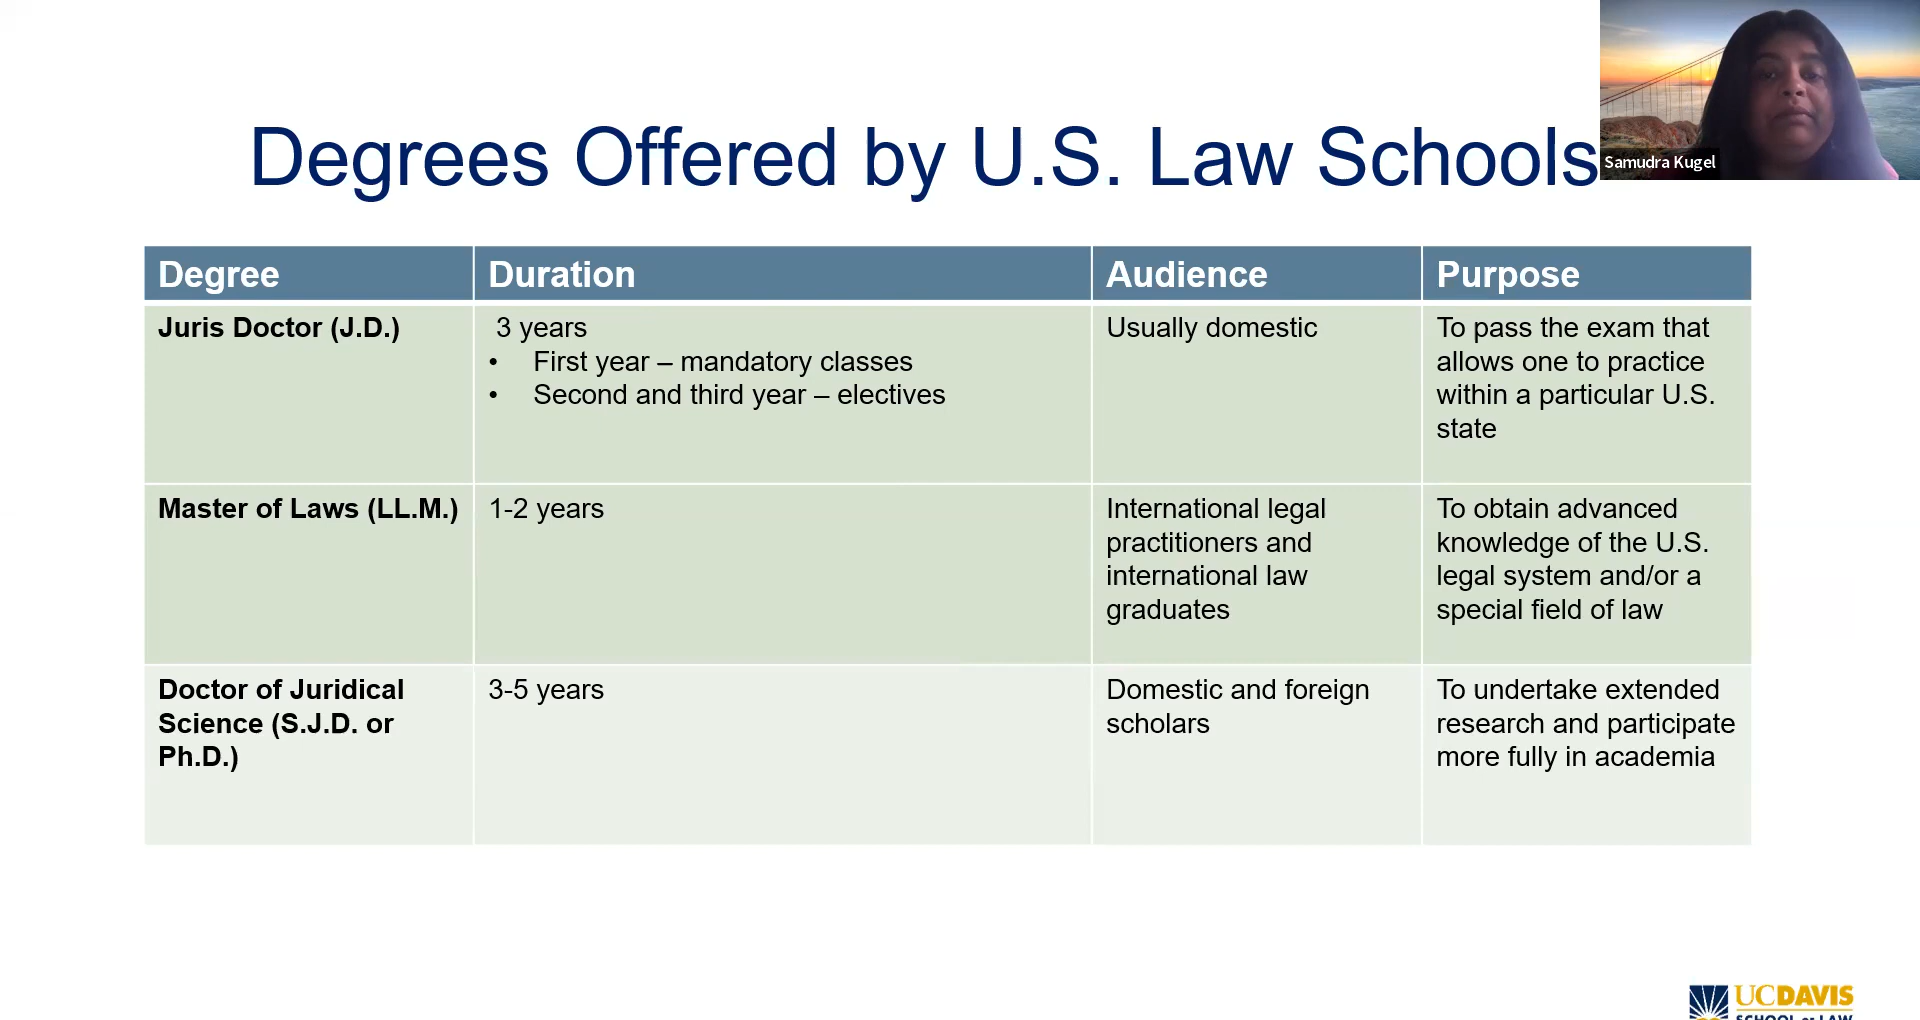 Degrees Offered by U.S. Law Schools
Samudra Kugel
Degree
Duration
Audience
Purpose
Juris Doctor (J.D.)
3 years
• First year – mandatory classes
• Second and third year – electives
Usually domestic
To pass the exam that
allows one to practice
within a particular U.S.
state
Master of Laws (LL.M.)
1-2 years
International legal
practitioners and
international law
graduates
To obtain advanced
knowledge of the U.S.
legal system and/or a
special field of law
Doctor of Juridical
Science (S.J.D. or
Ph.D.)
3-5 years
Domestic and foreign
scholars
To undertake extended
research and participate
more fully in academia
UCDAVIS
SCHOOL OF LAW